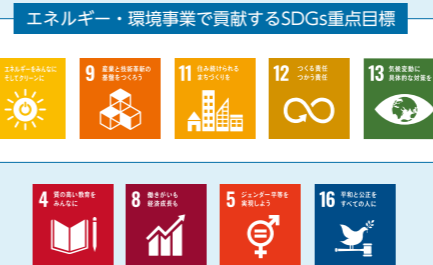 エネルギー・環境事業で貢献するSDGs重点目標
エネルギーをみんなに
そしてクリーンに
9 産業と技術革新の
基盤をつくろう
11 住み続けられる
まちづくりを
12 つくる責任
つかう責任
13 気候変動に
具体的な対策を
4 質の高い教育を
みんなに
8 働きがいも
経済成長も
5 ジェンダー平等を
実現しよう
16 平和と公正を
すべての人に